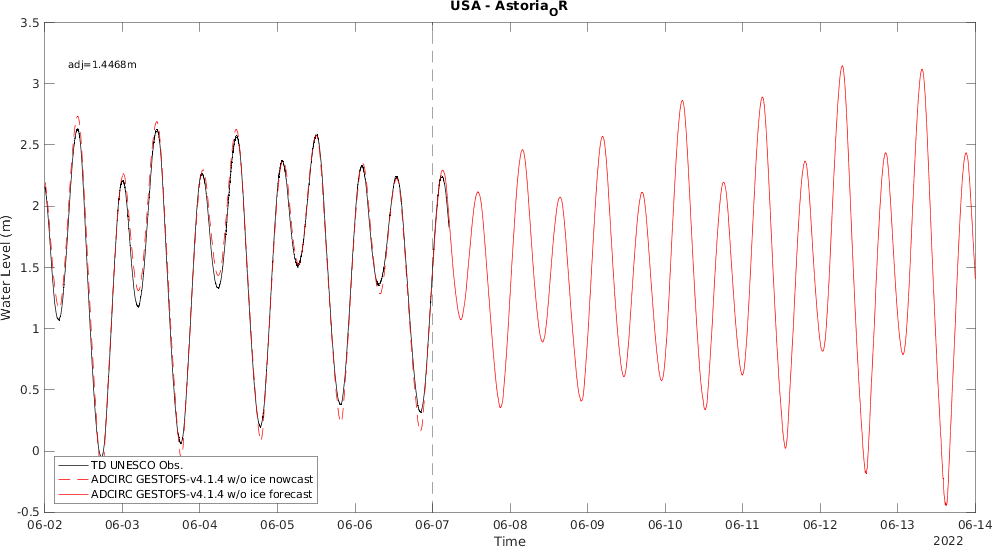 USA - Astoria_OR
adj=1.4468m
3.5
3
2.5
2
1.5
1
0.5
0
-0.5
Water Level (m)
TD UNESCO Obs.
ADCIRC GESTOFS-v4.1.4 w/o ice nowcast
ADCIRC GESTOFS-v4.1.4 w/o ice forecast
06-02 06-03 06-04 06-05 06-06 06-07 06-08 06-09 06-10 06-11 06-12 06-13 06-14
Time
2022